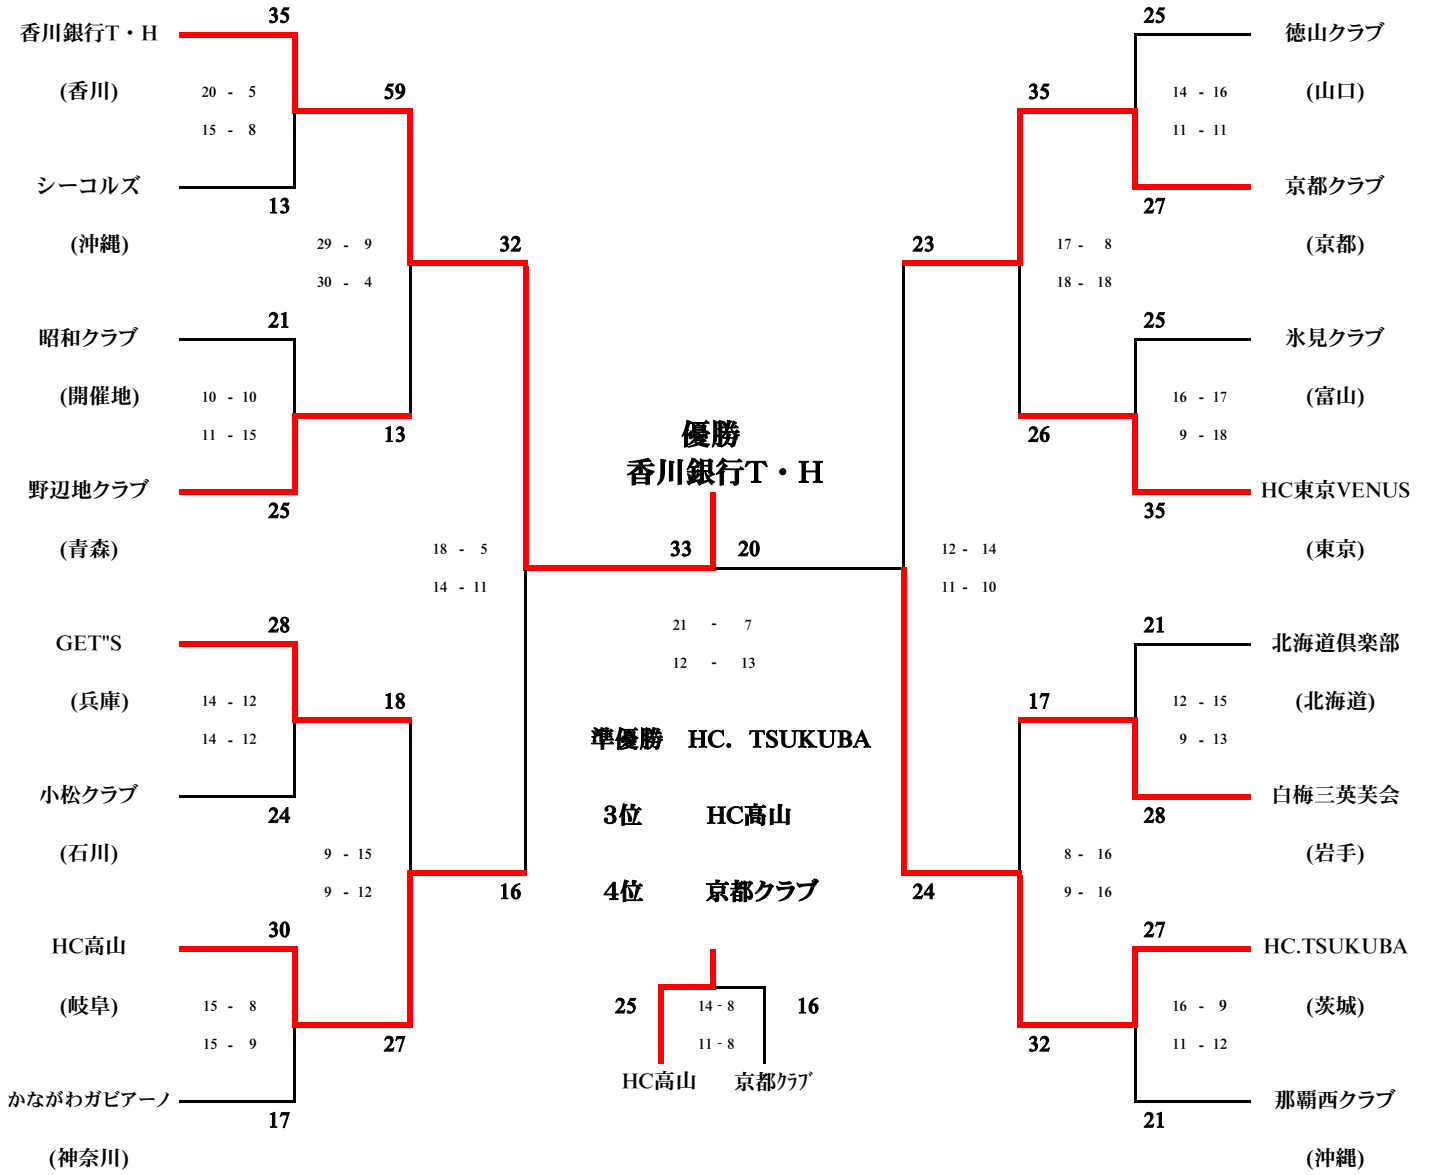 35
香川銀行T・H
(香川)
20 - 5
15 - 8
シーコルズ
13
(沖縄)
59
29 - 9
30 - 4
21
昭和クラブ
(開催地)
10 - 10
11 - 15
野辺地クラブ
25
(青森)
13
32
18 - 5
14 - 11
28
GET"S
(兵庫)
14 - 12
14 - 12
小松クラブ
24
(石川)
18
9 - 15
9 - 12
30
HC高山
(岐阜)
15 - 8
15 - 9
かながわガビアーノ
17
(神奈川)
27
16
優勝
香川銀行T・H
33 20
21 - 7
12 - 13
準優勝 HC. TSUKUBA
3位 HC高山
4位 京都クラブ
25 16
14 - 8
11 - 8
HC高山 京都クラブ
25
徳山クラブ
(山口)
14 - 16
11 - 11
京都クラブ
27
(京都)
35
17 - 8
18 - 18
25
氷見クラブ
(富山)
16 - 17
9 - 18
HC東京VENUS
35
(東京)
26
23
12 - 14
11 - 10
21
北海道倶楽部
(北海道)
12 - 15
9 - 13
白梅三英芙会
28
(岩手)
17
8 - 16
9 - 16
27
HC.TSUKUBA
(茨城)
16 - 9
11 - 12
那覇西クラブ
21
(沖縄)
32
24